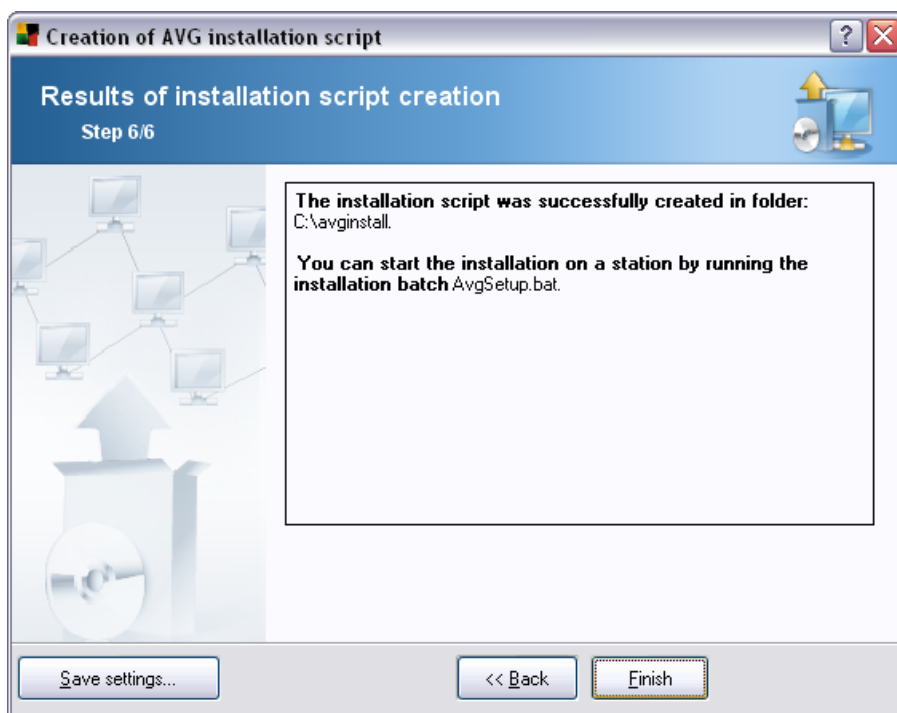 Creation of AVG installation script
Results of installation script creation
Step 6/6
The installation script was successfully created in folder:
C:\avginstall.
You can start the installation on a station by running the
installation batch AvgSetup.bat.
Save settings...
<< Back
Finish